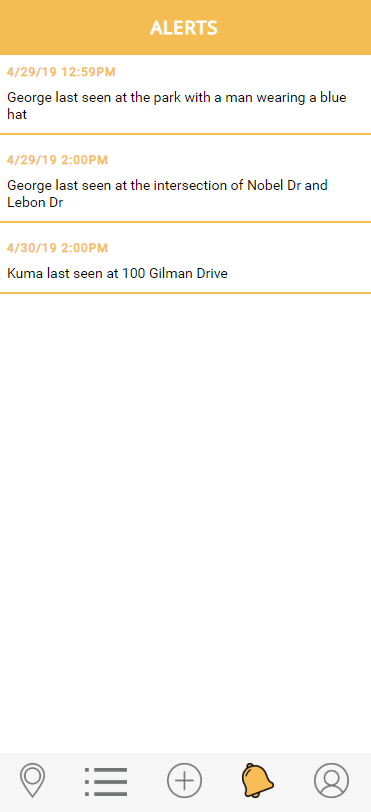 ALERTS
4/29/19 12:59PM
George last seen at the park with a man wearing a blue
hat
4/29/19 2:00PM
George last seen at the intersection of Nobel Dr and
Lebon Dr
4/30/19 2:00PM
Kuma last seen at 100 Gilman Drive